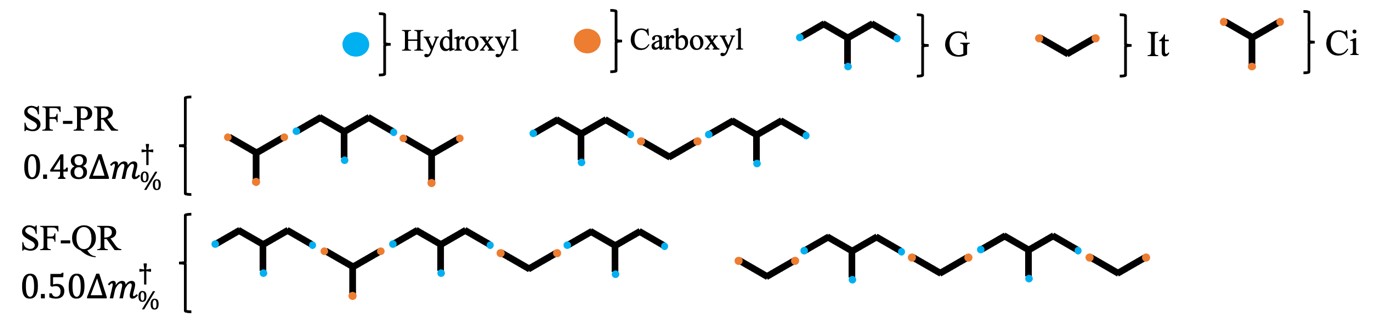 Hydroxyl Carboxyl G It Ci
SF-PR
0.48Δm†%
SF-QR
0.50Δm†%